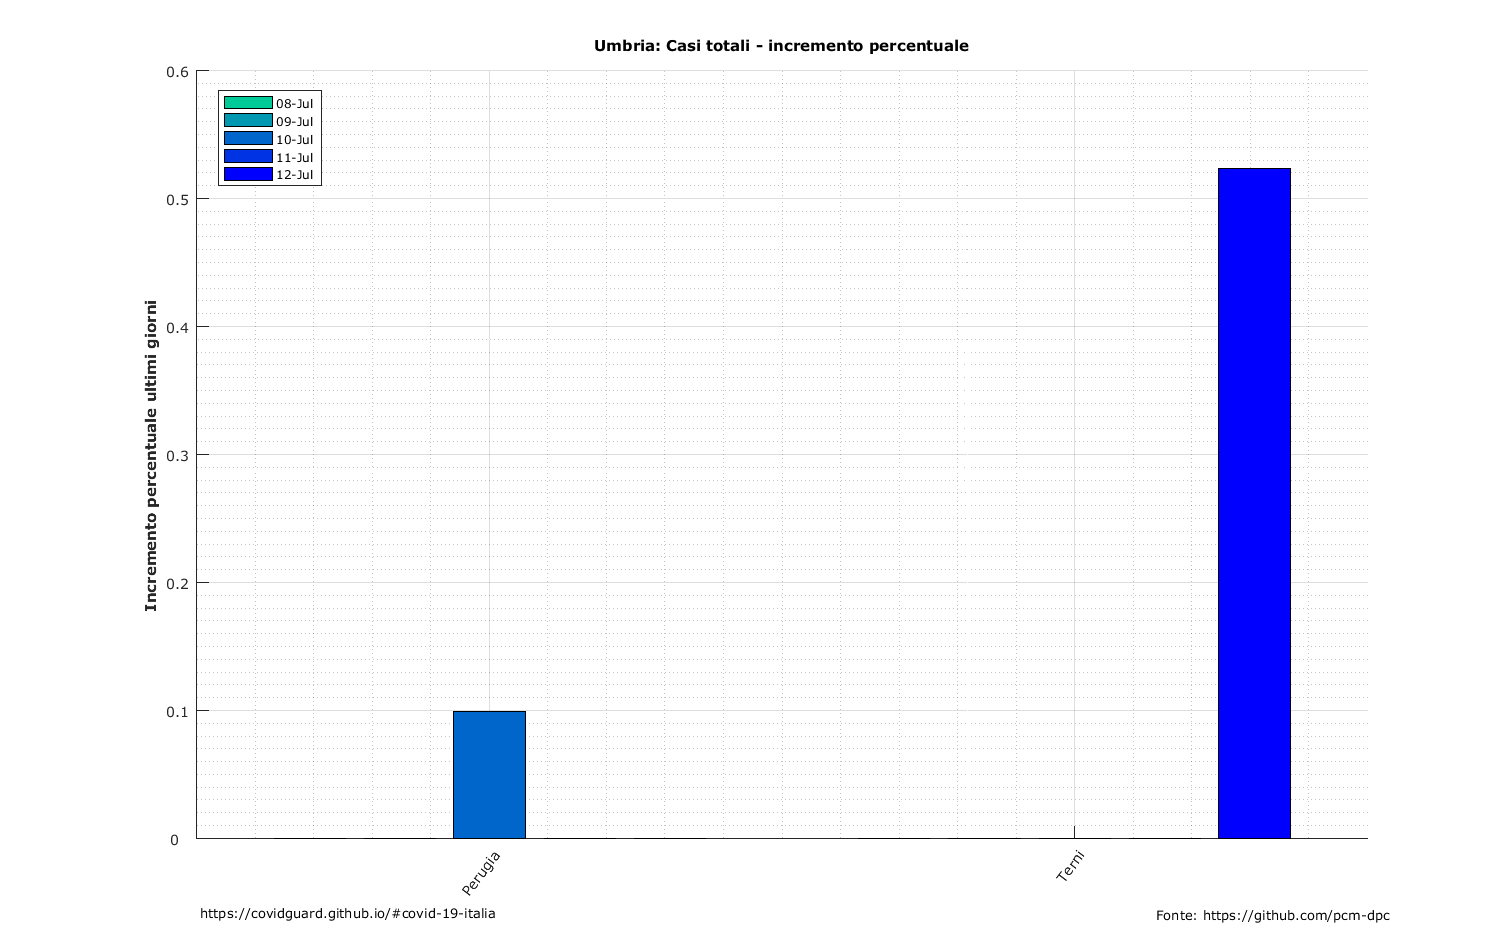 Umbria: Casi totali - incremento percentuale
0.6
0.5
0.4
0.3
0.2
0.1
0
Incremento percentuale ultimi giorni
08-Jul
09-Jul
10-Jul
11-Jul
12-Jul
Perugia
Terni
https://covidguard.github.io/#covid-19-italia
Fonte: https://github.com/pcm-dpc